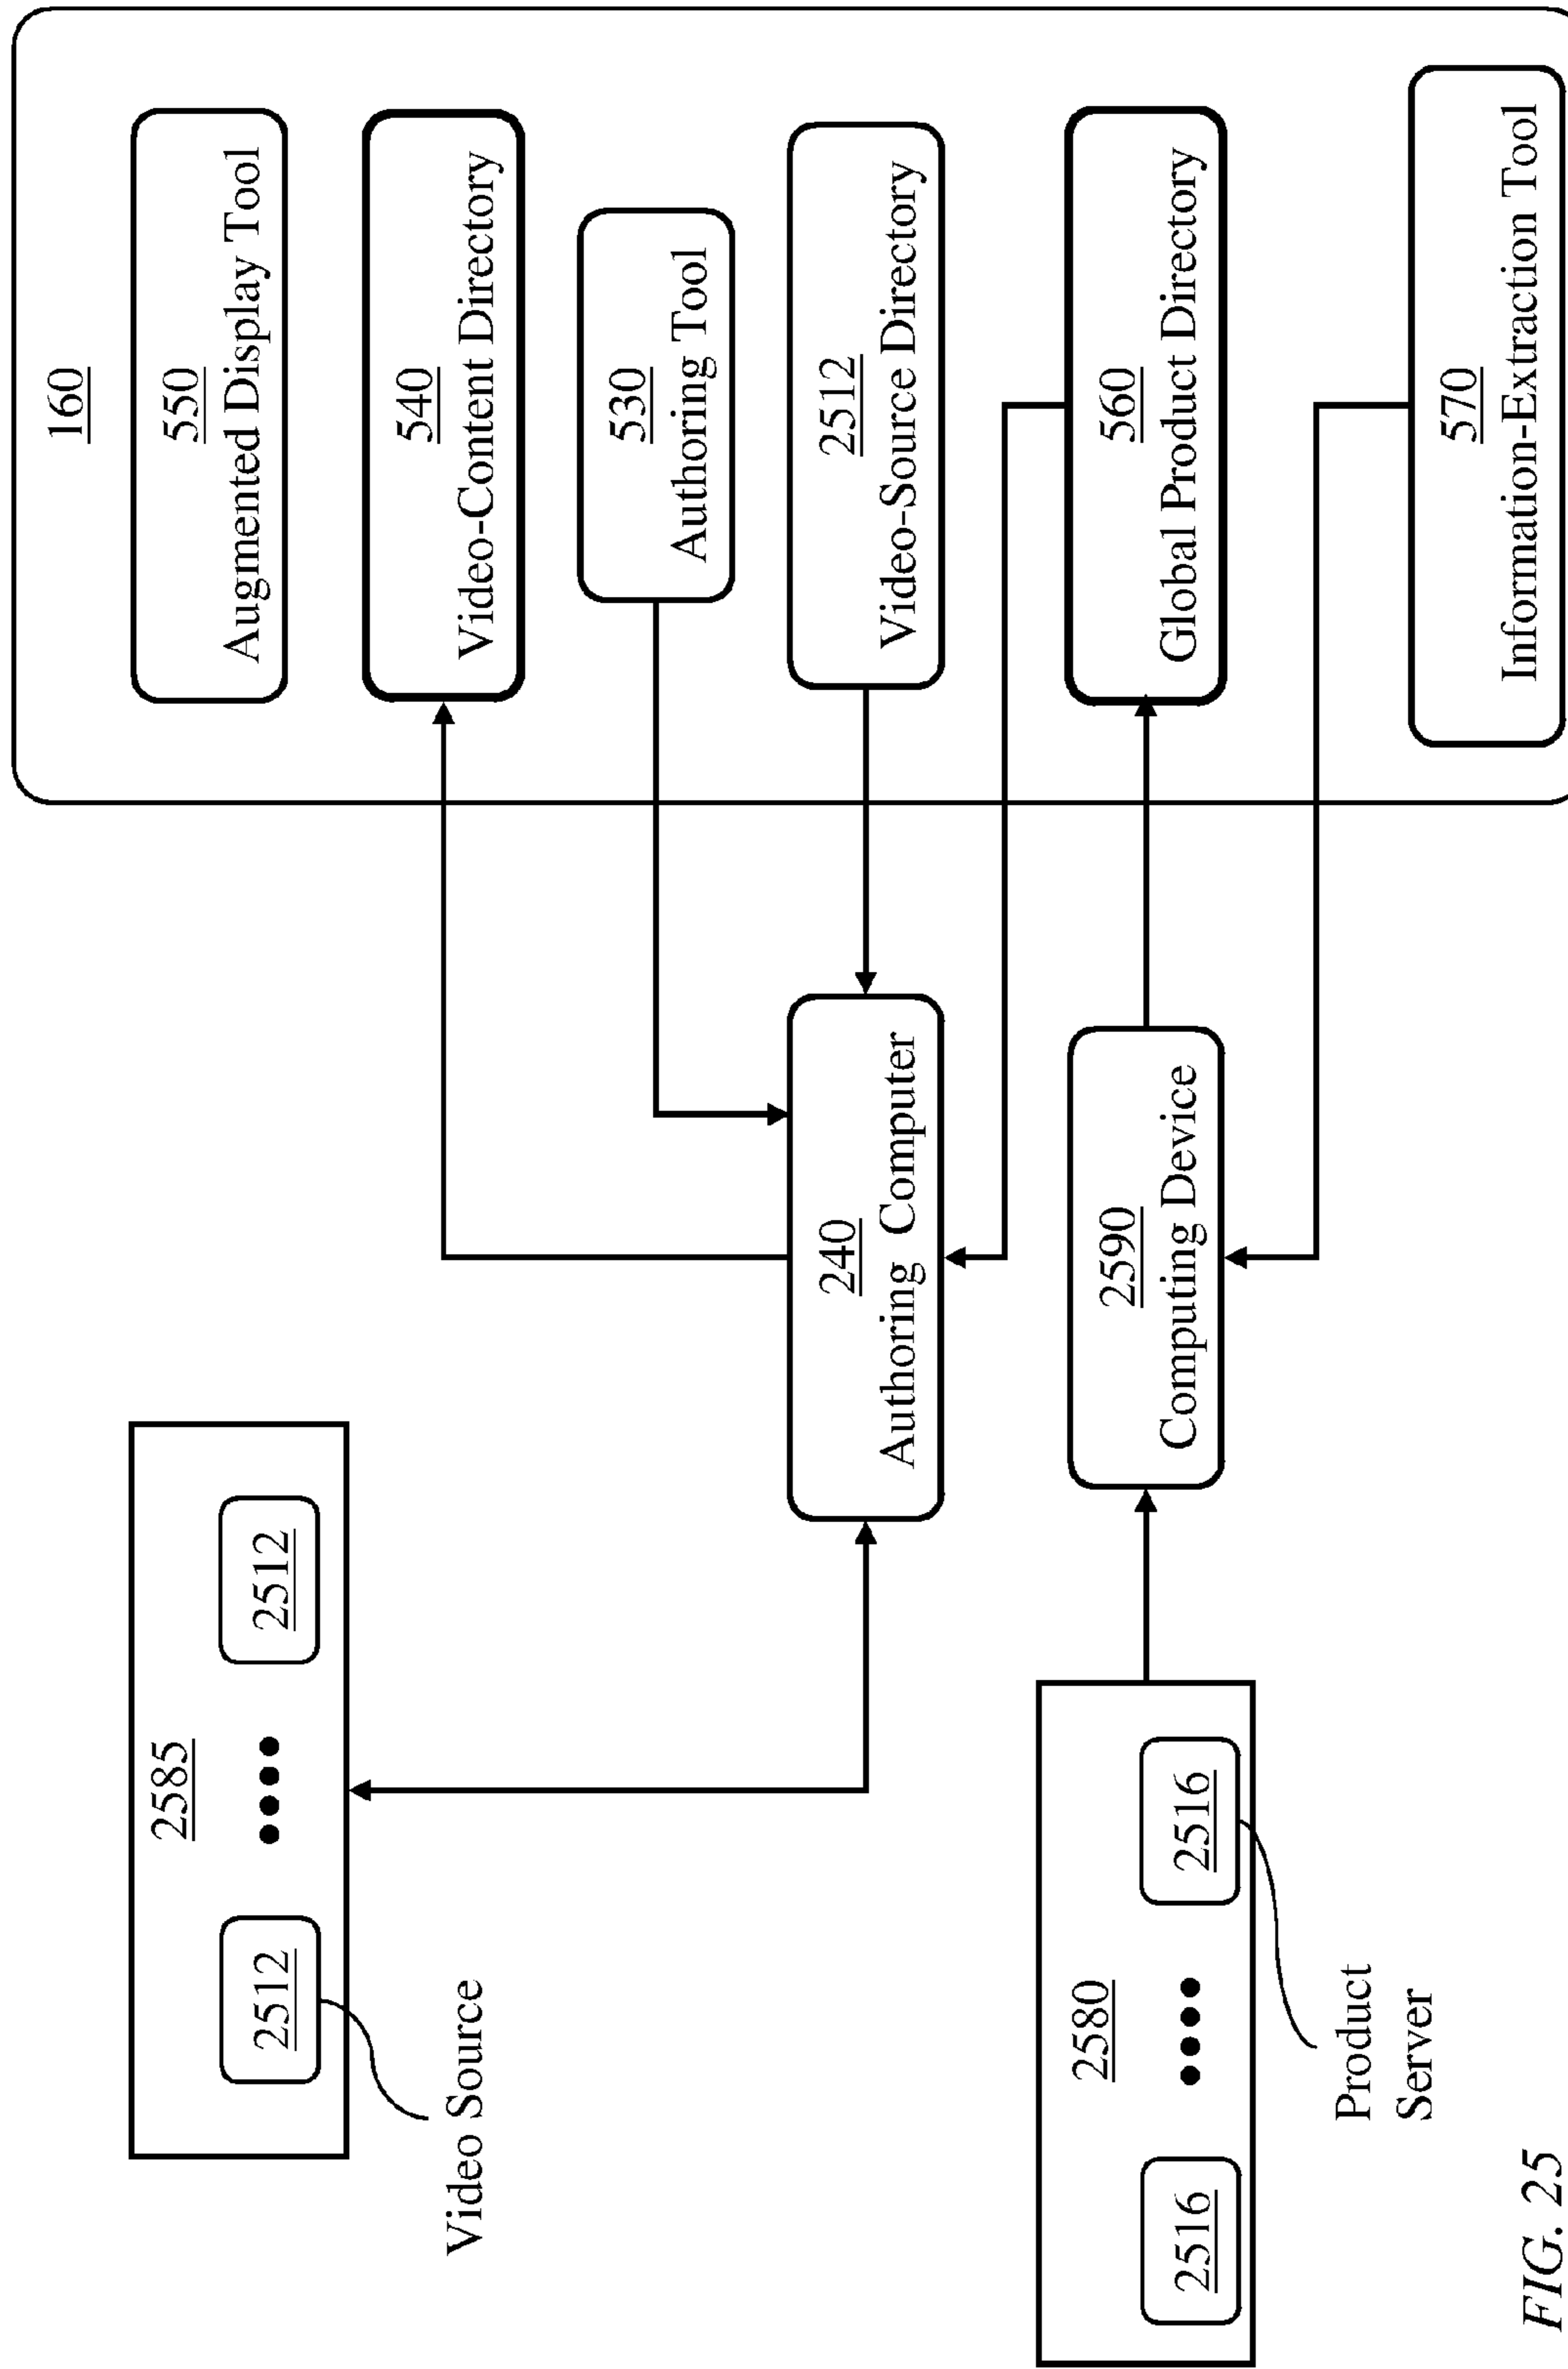 160
550
Augmented Display Tool
2585
2512
••••
2512
540
Video-Content Directory
Video Source
530
Authoring Tool
240
Authoring Computer
2512
Video-Source Directory
2580
2516
••••
2516
2590
Computing Device
560
Global Product Directory
Product
Server
570
Information-Extraction Tool
FIG. 25